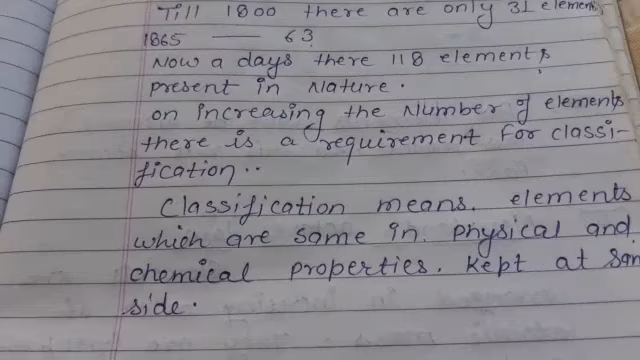 Till 1800 there are only 31 elements
1865 —— 63
Now a days there 118 elements
present in Nature.
on increasing the Number of elements
there is a requirement for classi-
fication..
Classification means. elements
which are same in. physical and
chemical properties. kept at
side.